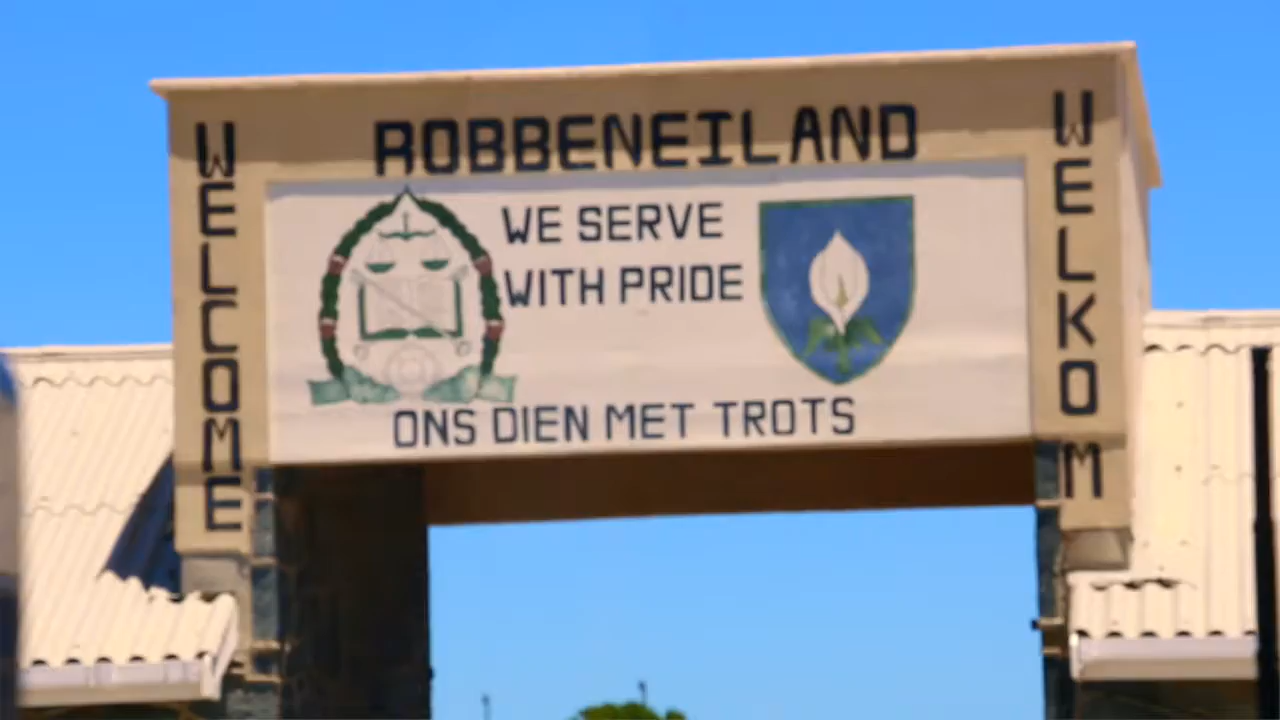 ROBBENEILAND
WELCOME
WE SERVE
WITH PRIDE
ONS DIEN MET TROTS
WELKOM